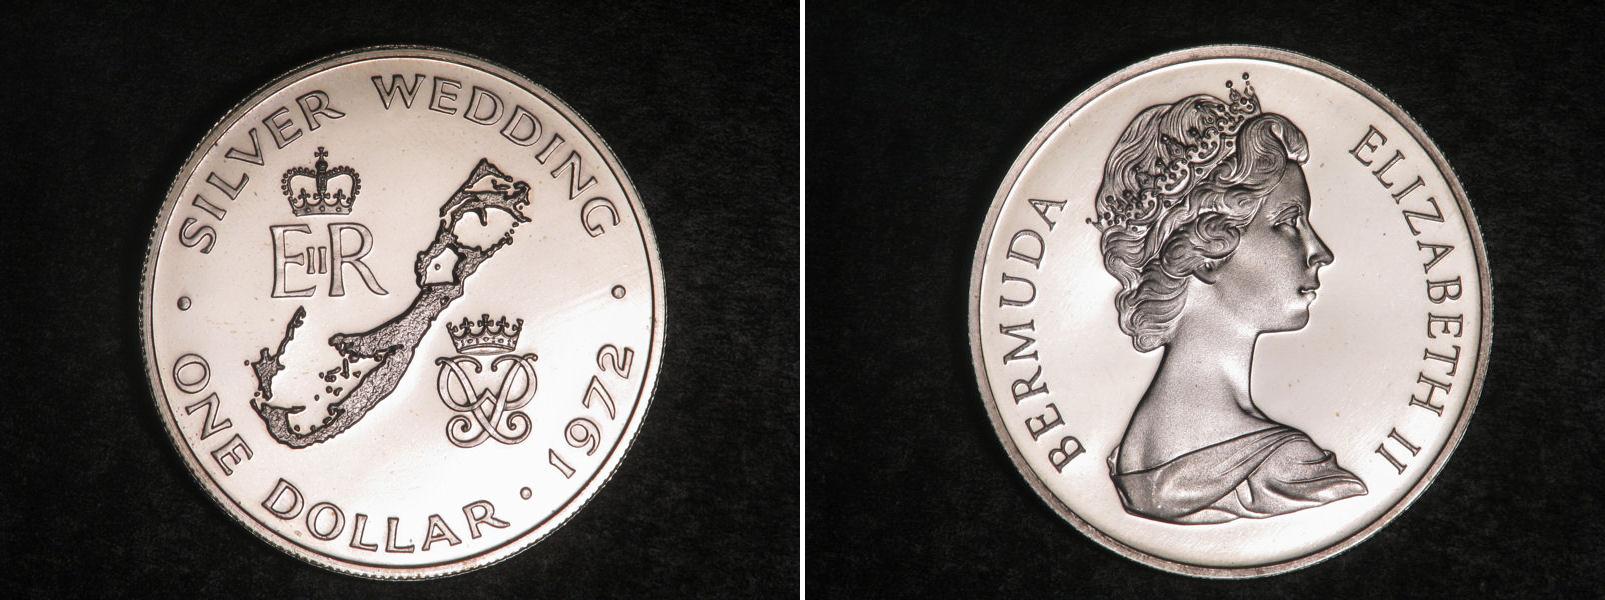 SILVER WEDDING
EIIR
ONE DOLLAR · 1972
BERMUDA
ELIZABETH II